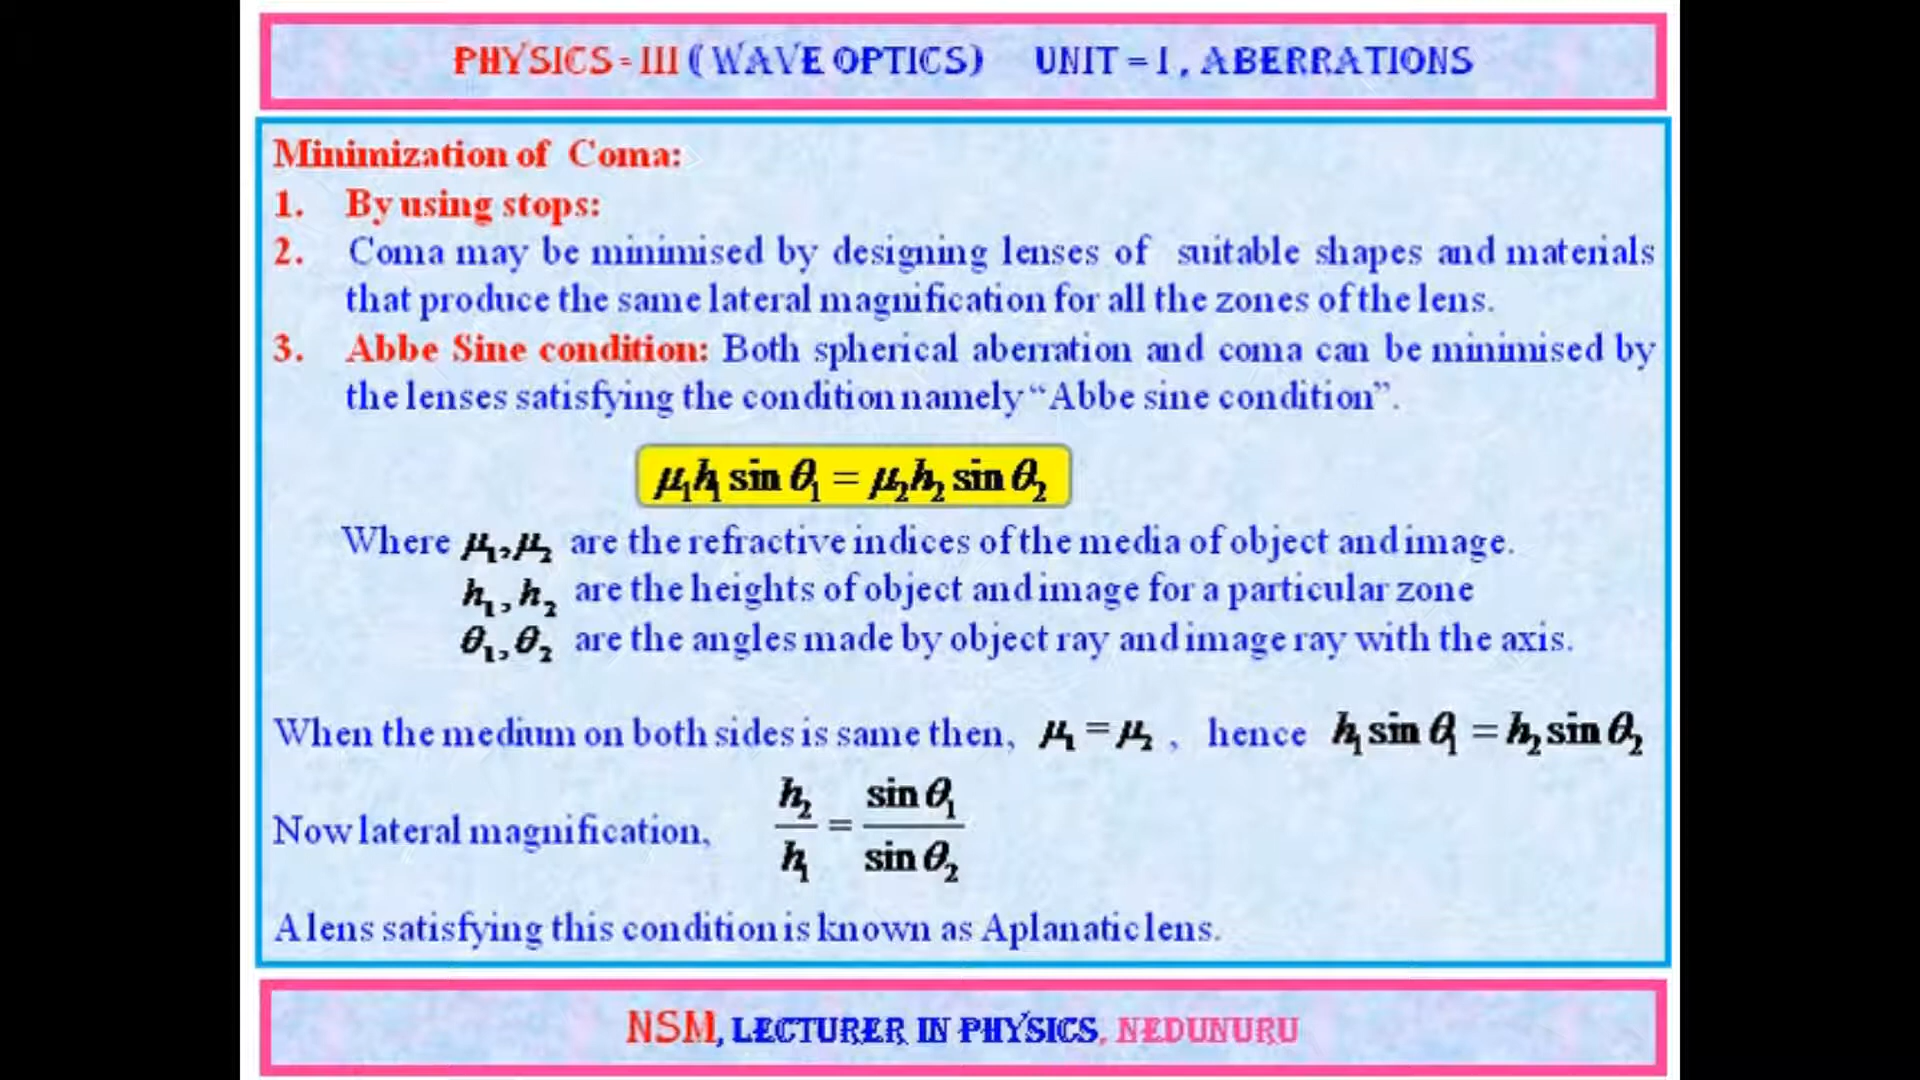 PHYSICS - III ( WAVE OPTICS) UNIT - I , ABERRATIONS
Minimization of Coma:
1. By using stops:
2. Coma may be minimised by designing lenses of suitable shapes and materials
that produce the same lateral magnification for all the zones of the lens.
3. Abbe Sine condition: Both spherical aberration and coma can be minimised by
the lenses satisfying the condition namely “Abbe sine condition”.
μ₁h₁ sin θ₁ = μ₂h₂ sin θ₂
Where μ₁,μ₂ are the refractive indices of the media of object and image.
h₁,h₂ are the heights of object and image for a particular zone
θ₁,θ₂ are the angles made by object ray and image ray with the axis.
When the medium on both sides is same then, μ₁ = μ₂ , hence h₁ sin θ₁ = h₂ sin θ₂
Now lateral magnification, h₂/h₁ = sin θ₁/sin θ₂
A lens satisfying this condition is known as Aplanatic lens.
NSM, LECTURER IN PHYSICS, NEDUNURU